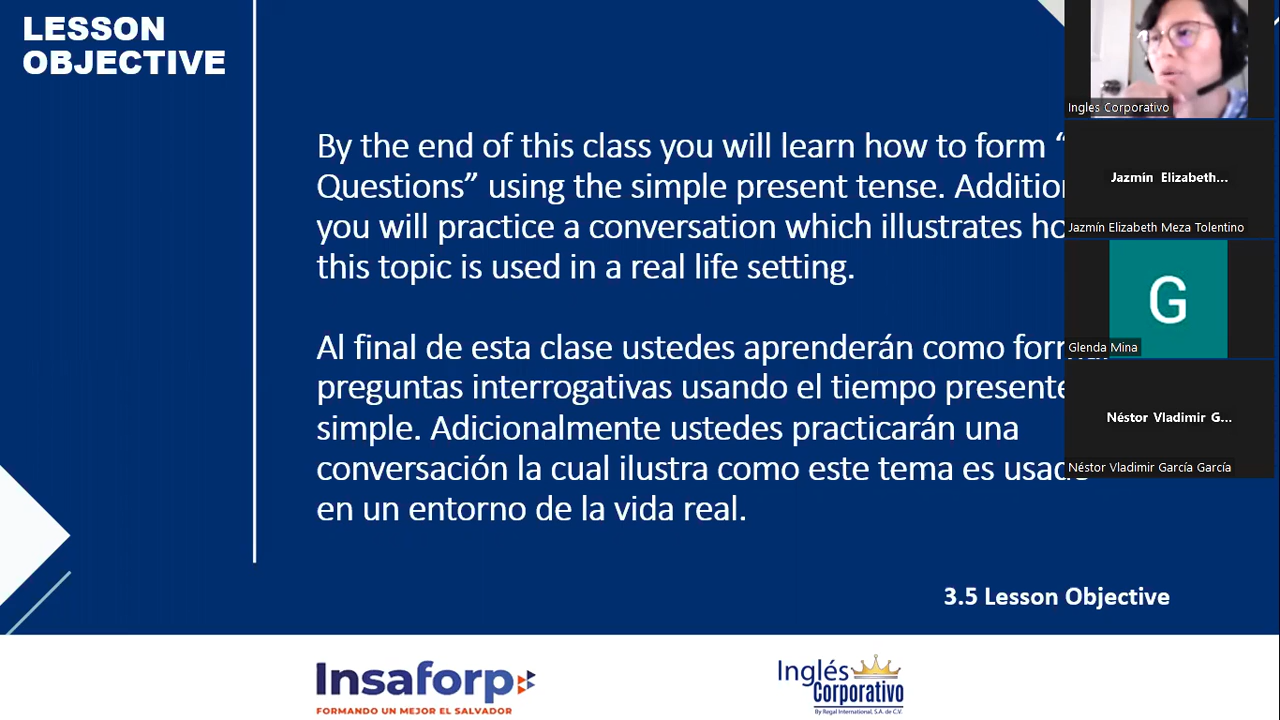 LESSON
OBJECTIVE
By the end of this class you will learn how to form “
Questions” using the simple present tense.
you will practice a conversation which illustrates
this topic is used in a real life setting.
Al final de esta clase ustedes aprenderán como
preguntas interrogativas usando el tiempo presente
simple. Adicionalmente ustedes practicarán una
conversación la cual ilustra como este tema es
en un entorno de la vida real.
3.5 Lesson Objective
Insaforp
FORMANDO UN MEJOR EL SALVADOR
Inglés
Corporativo
By Regal International, S.A. de C.V.
Ingles Corporativo
Jazmín Elizabeth...
Jazmín Elizabeth Meza Tolentino
G
Glenda Mina
Néstor Vladimir G...
Néstor Vladimir García García